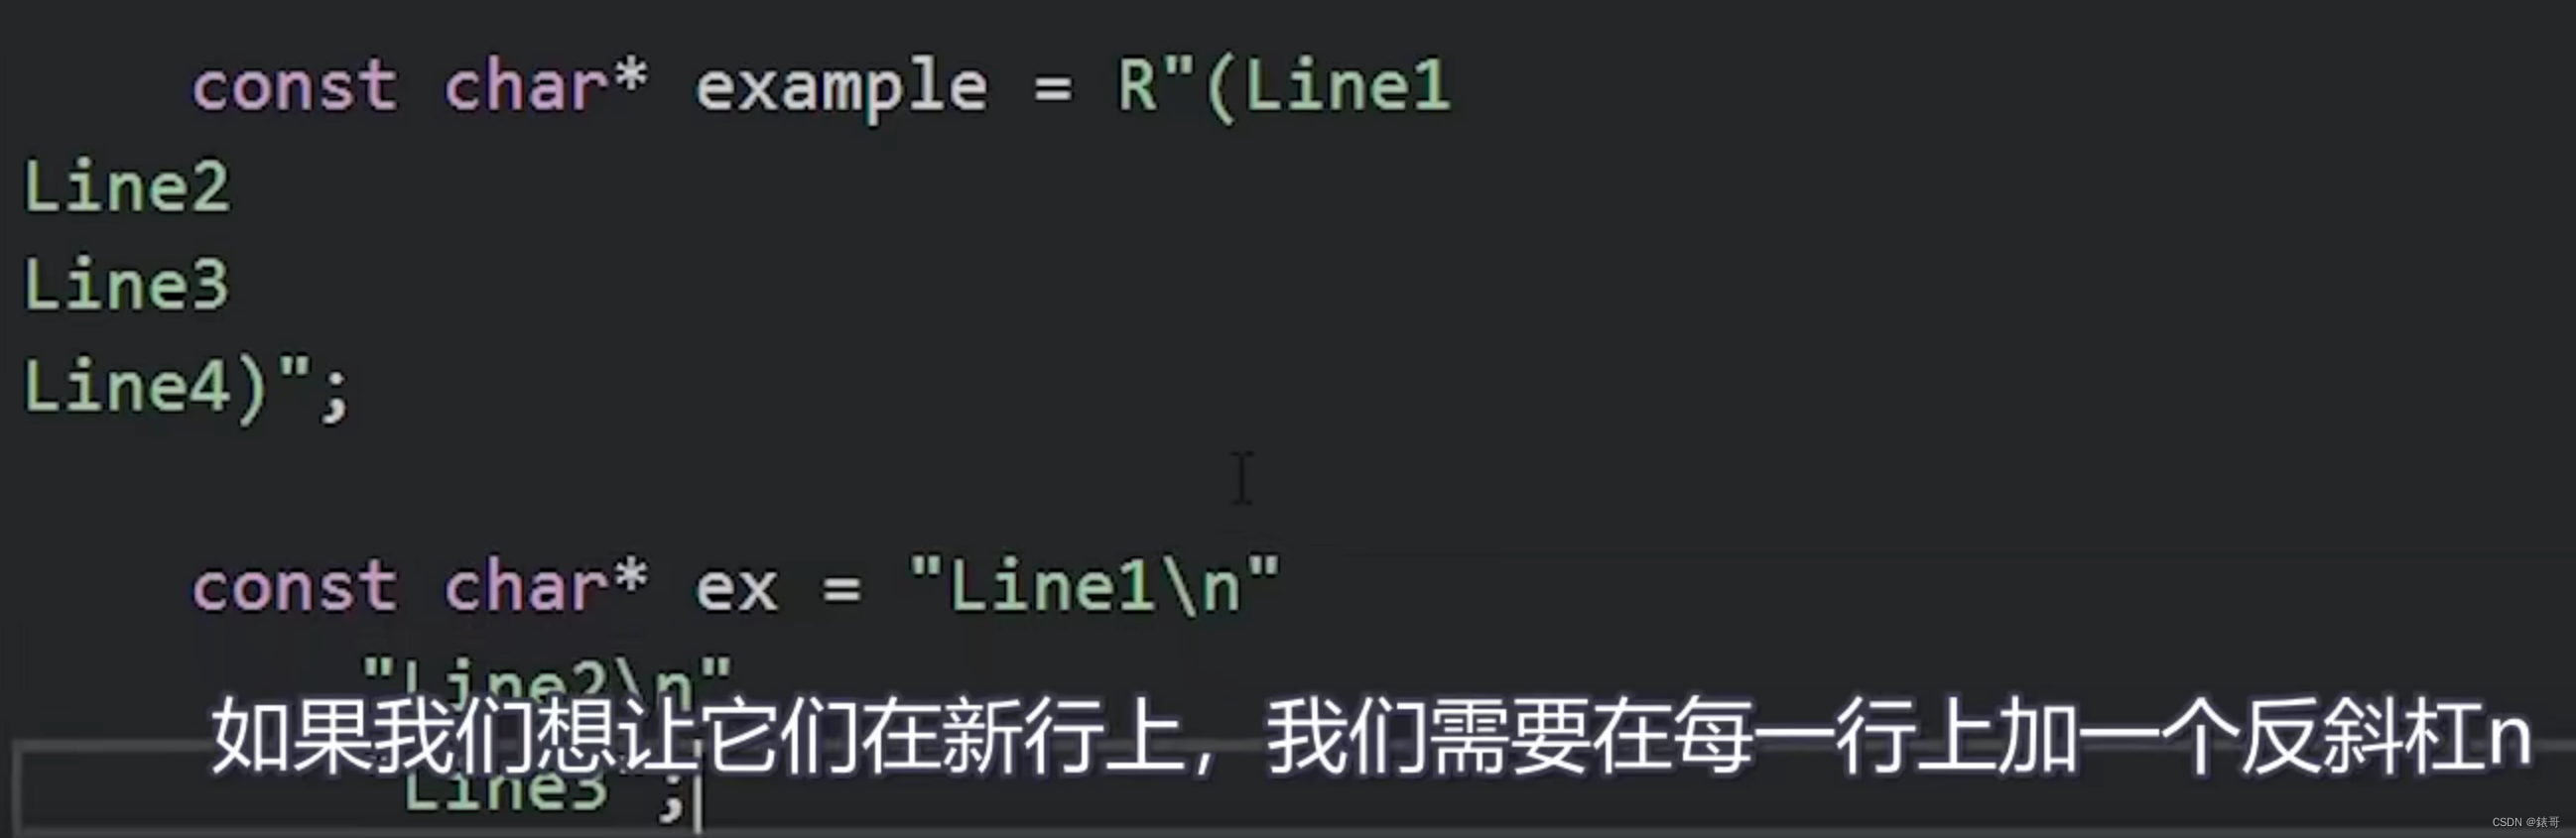 const char* example = R"(Line1
Line2
Line3
Line4)";
const char* ex = "Line1\n"
"Line2\n"
如果我们想让它们在新行上，我们需要在每一行上加一个反斜杠n
Line3";
CSDN @錶哥